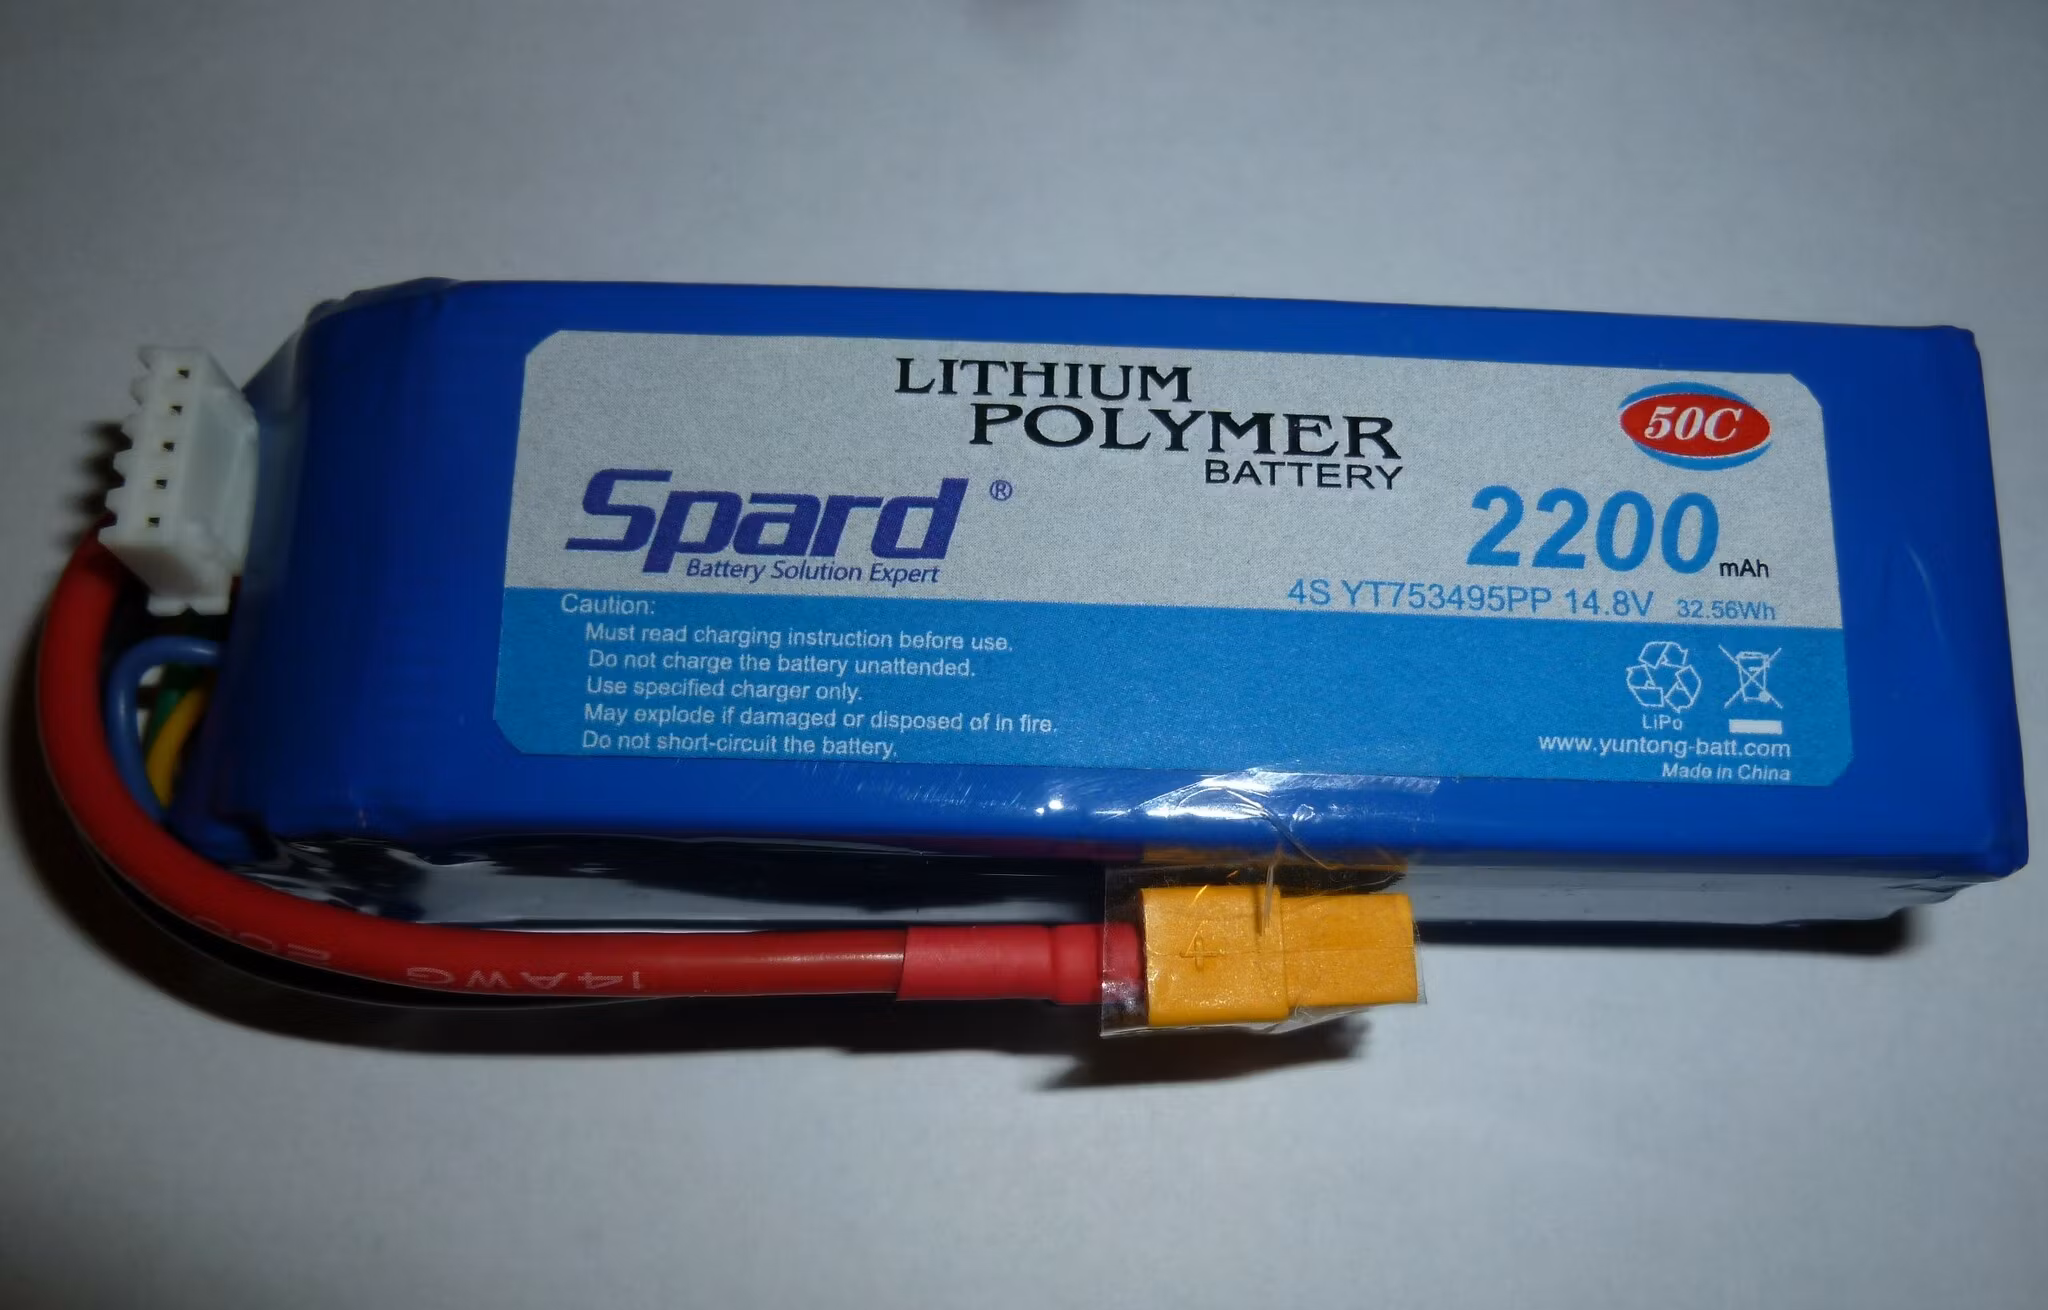 LITHIUM
POLYMER
BATTERY
50C
Spard ®
Battery Solution Expert
2200 mAh
4S YT753495PP 14.8V 32.56Wh
Caution:
Must read charging instruction before use.
Do not charge the battery unattended.
Use specified charger only.
May explode if damaged or disposed of in fire.
Do not short-circuit the battery.
LiPo
www.yuntong-batt.com
Made in China
+
14AWG